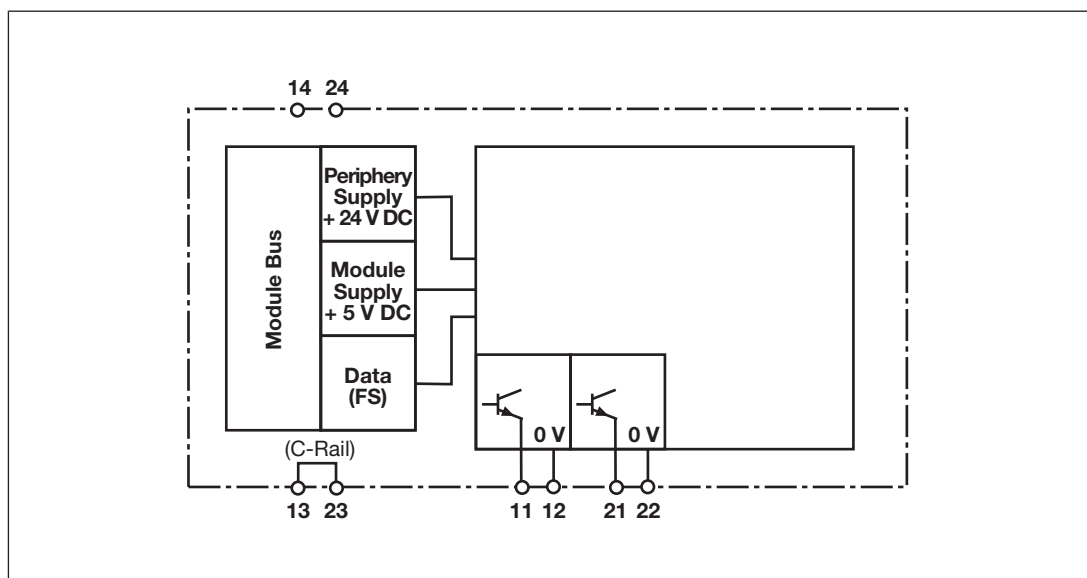 14 24
Module Bus
Periphery
Supply
+ 24 V DC
Module
Supply
+ 5 V DC
Data
(FS)
(C-Rail)
0 V
0 V
13 23
11 12
21 22